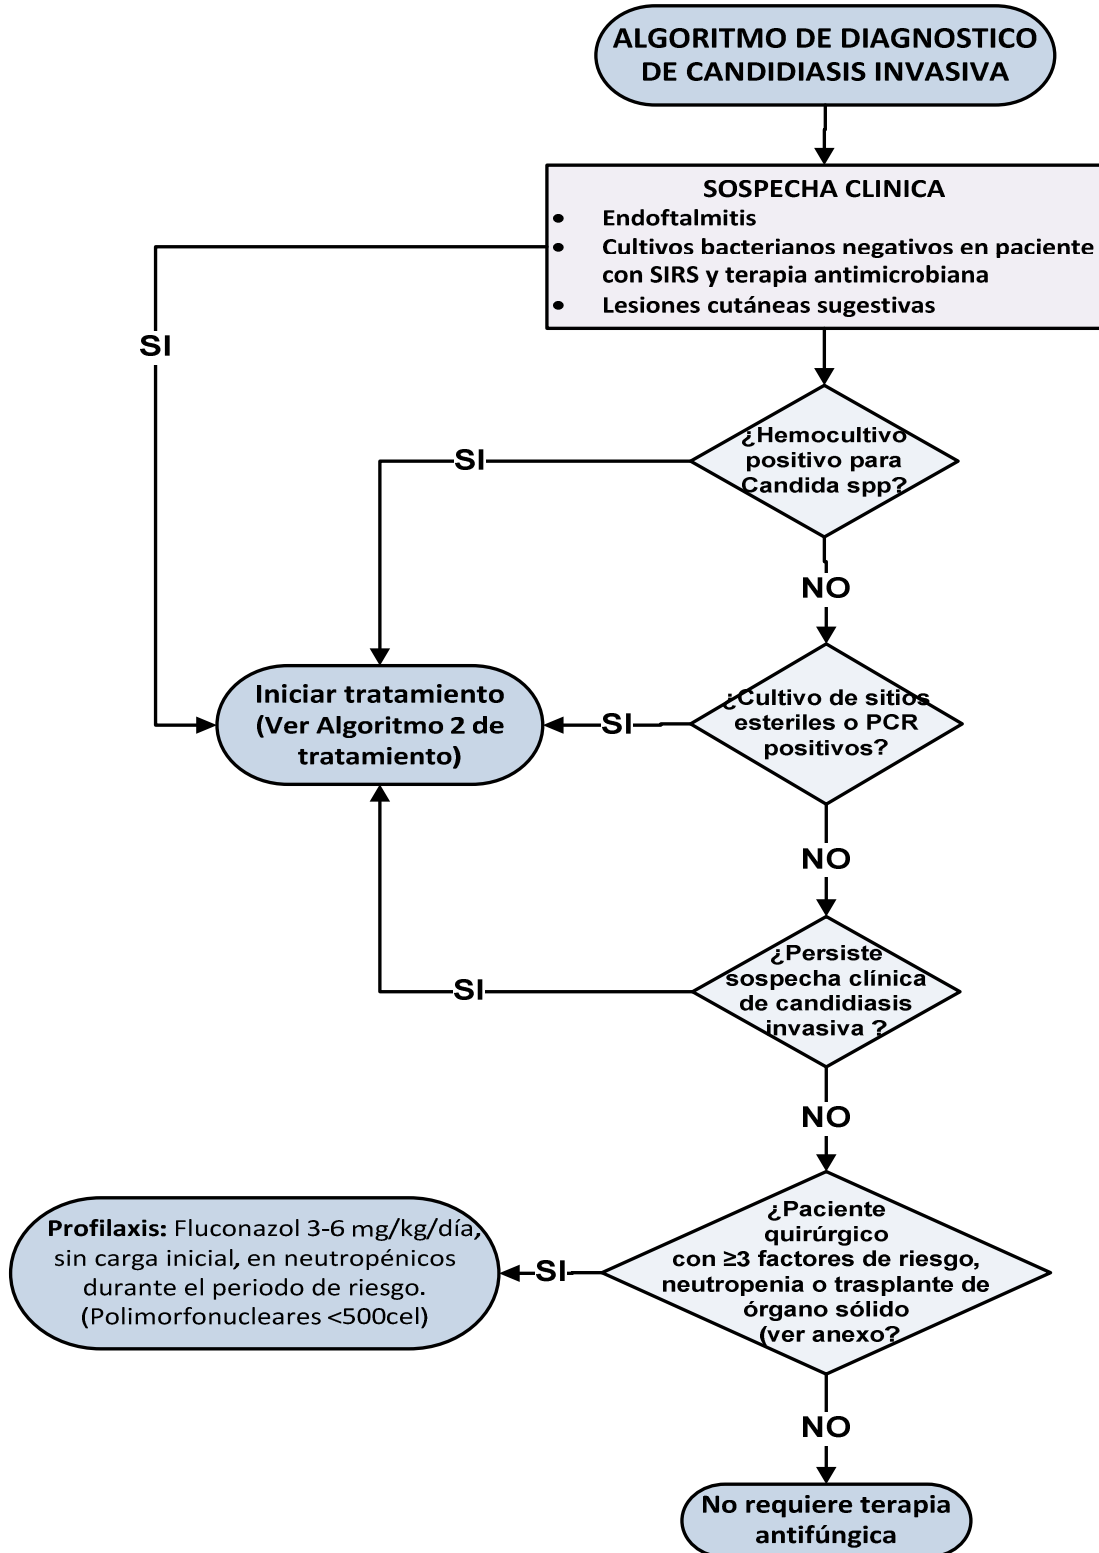 ALGORITMO DE DIAGNOSTICO
DE CANDIDIASIS INVASIVA
SOSPECHA CLINICA
• Endoftalmitis
• Cultivos bacterianos negativos en paciente
con SIRS y terapia antimicrobiana
• Lesiones cutáneas sugestivas
SI
¿Hemocultivo
positivo para
Candida spp?
SI
NO
Iniciar tratamiento
(Ver Algoritmo 2 de
tratamiento)
SI
¿Cultivo de sitios
esteriles o PCR
positivos?
NO
¿Persiste
sospecha clínica
de candidiasis
invasiva ?
SI
NO
Profilaxis: Fluconazol 3-6 mg/kg/día,
sin carga inicial, en neutropénicos
durante el periodo de riesgo.
(Polimorfonucleares <500cel)
SI
¿Paciente
quirúrgico
con ≥3 factores de riesgo,
neutropenia o trasplante de
órgano sólido
(ver anexo?
NO
No requiere terapia
antifúngica